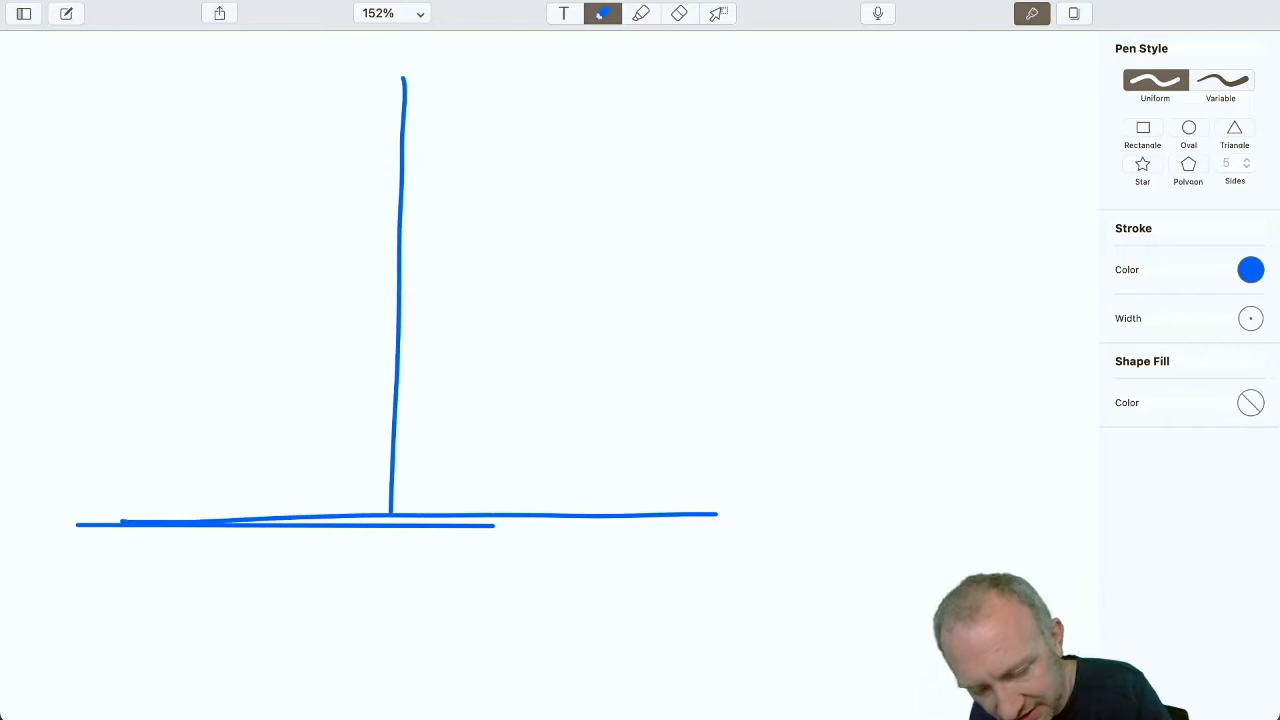 152%
T
Pen Style
Uniform
Variable
Rectangle
Oval
Triangle
Star
Polygon
5
Sides
Stroke
Color
Width
Shape Fill
Color